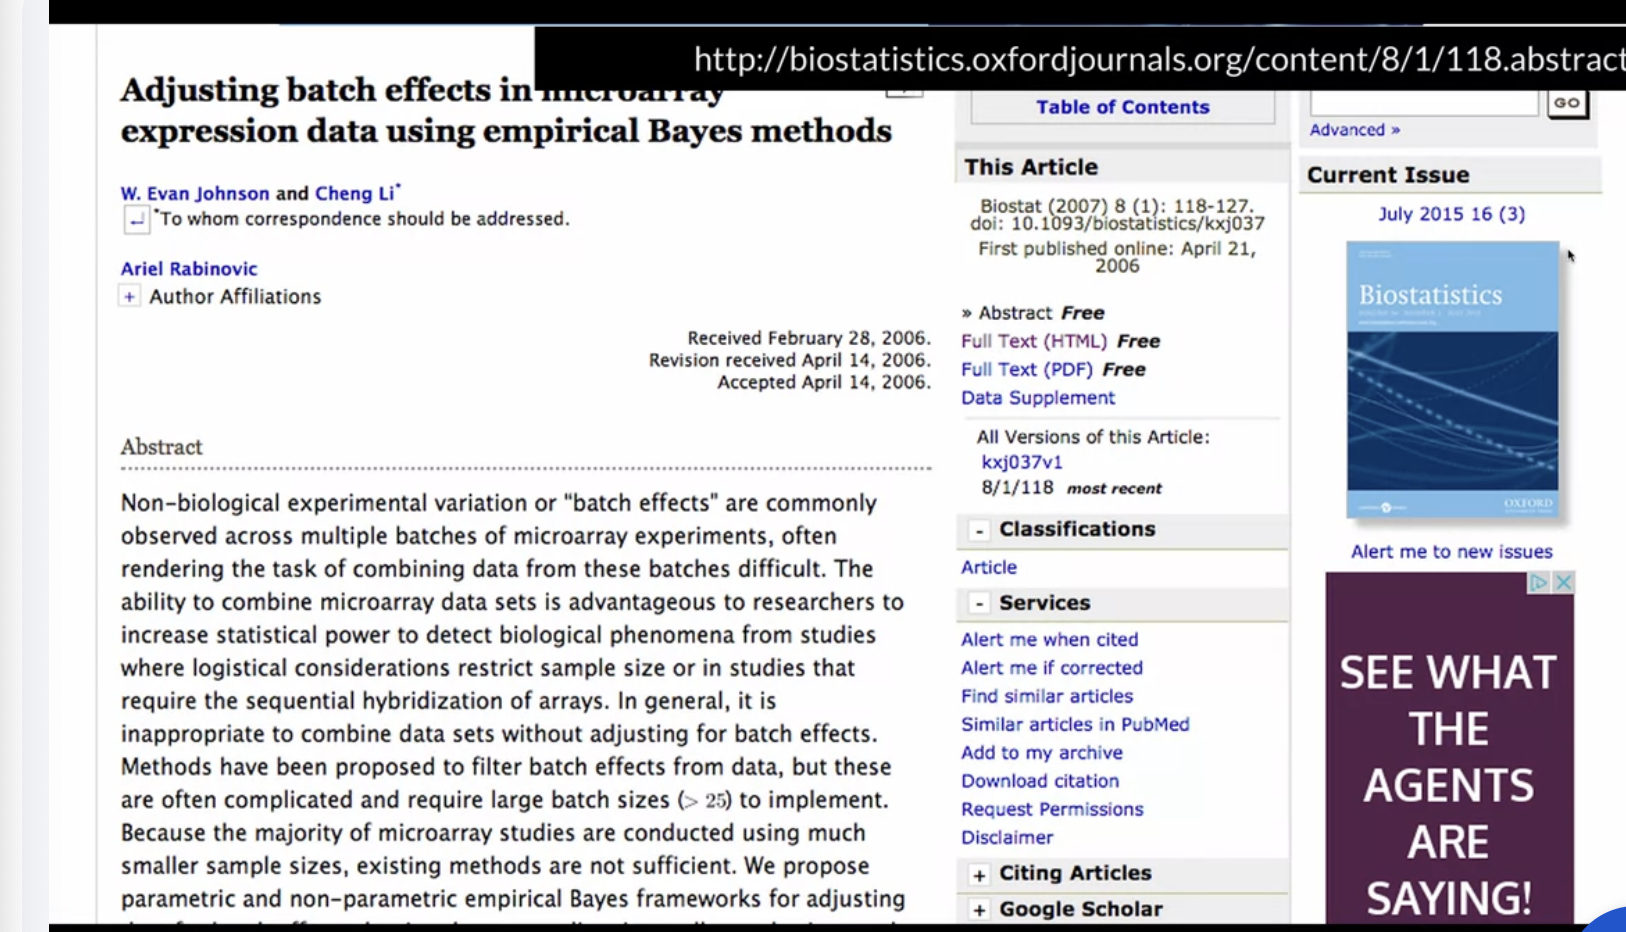 http://biostatistics.oxfordjournals.org/content/8/1/118.abstract
Adjusting batch effects in microarray
expression data using empirical Bayes methods
W. Evan Johnson and Cheng Li*
*To whom correspondence should be addressed.
Ariel Rabinovic
+ Author Affiliations
Received February 28, 2006.
Revision received April 14, 2006.
Accepted April 14, 2006.
Abstract
Non-biological experimental variation or "batch effects" are commonly
observed across multiple batches of microarray experiments, often
rendering the task of combining data from these batches difficult. The
ability to combine microarray data sets is advantageous to researchers to
increase statistical power to detect biological phenomena from studies
where logistical considerations restrict sample size or in studies that
require the sequential hybridization of arrays. In general, it is
inappropriate to combine data sets without adjusting for batch effects.
Methods have been proposed to filter batch effects from data, but these
are often complicated and require large batch sizes (> 25) to implement.
Because the majority of microarray studies are conducted using much
smaller sample sizes, existing methods are not sufficient. We propose
parametric and non-parametric empirical Bayes frameworks for adjusting
Table of Contents
This Article
Biostat (2007) 8 (1): 118-127.
doi: 10.1093/biostatistics/kxj037
First published online: April 21,
2006
» Abstract Free
Full Text (HTML) Free
Full Text (PDF) Free
Data Supplement
All Versions of this Article:
kxj037v1
8/1/118 most recent
- Classifications
Article
- Services
Alert me when cited
Alert me if corrected
Find similar articles
Similar articles in PubMed
Add to my archive
Download citation
Request Permissions
Disclaimer
+ Citing Articles
+ Google Scholar
GO
Advanced »
Current Issue
July 2015 16 (3)
Biostatistics
OXFORD
Alert me to new issues
SEE WHAT
THE
AGENTS
ARE
SAYING!